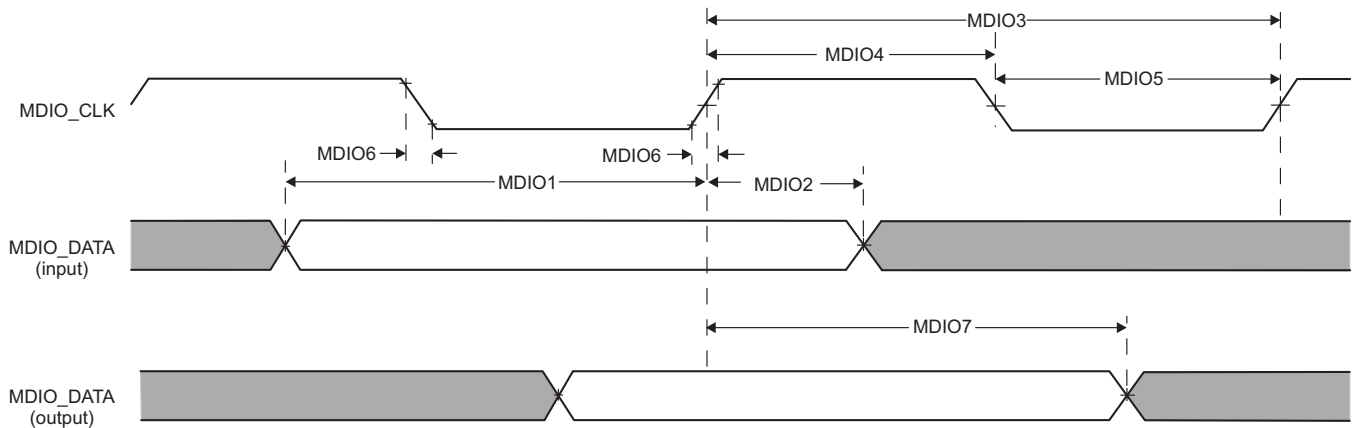 MDIO3
MDIO4
MDIO5
MDIO_CLK
MDIO6
MDIO6
MDIO1
MDIO2
MDIO_DATA
(input)
MDIO7
MDIO_DATA
(output)